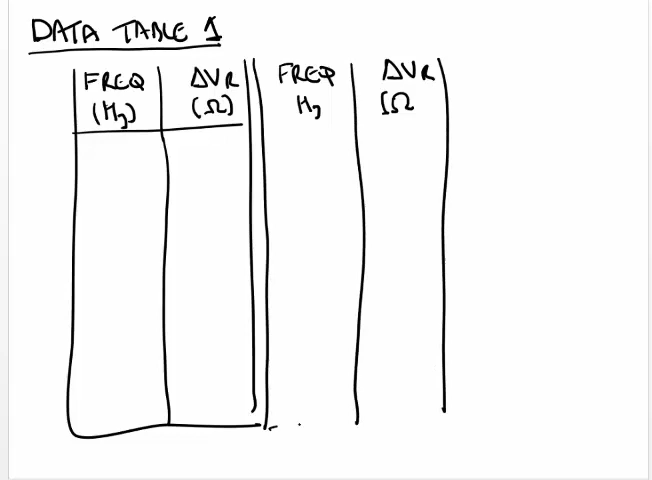 DATA TABLE 1
FREQ ΔVR FREQ ΔVR
(Hz) (Ω) Hz [Ω